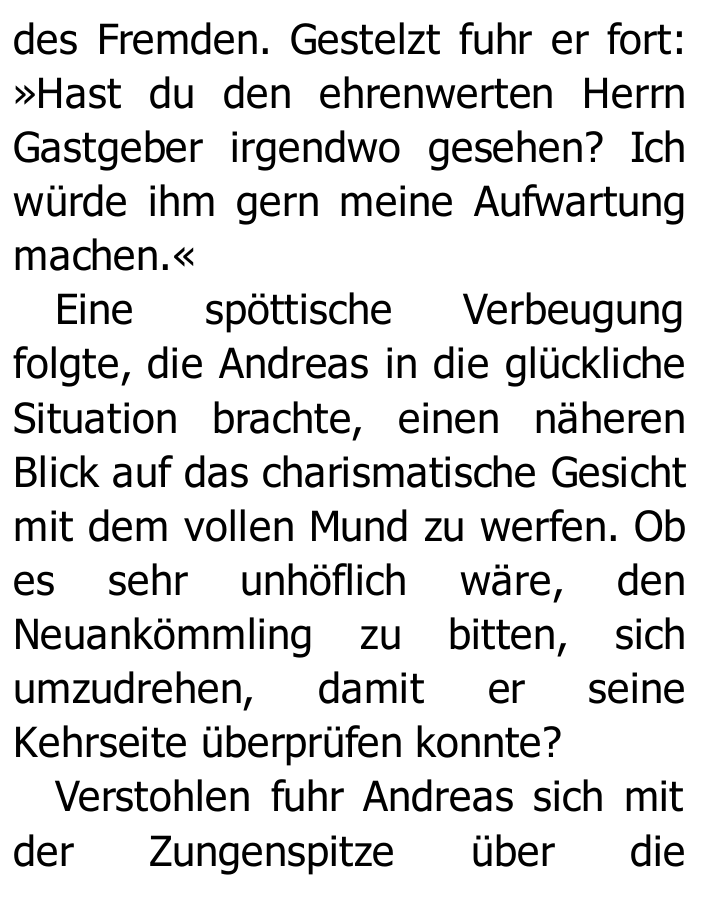 des Fremden. Gestelzt fuhr er fort:
»Hast du den ehrenwerten Herrn
Gastgeber irgendwo gesehen? Ich
würde ihm gern meine Aufwartung
machen.«
Eine spöttische Verbeugung
folgte, die Andreas in die glückliche
Situation brachte, einen näheren
Blick auf das charismatische Gesicht
mit dem vollen Mund zu werfen. Ob
es sehr unhöflich wäre, den
Neuankömmling zu bitten, sich
umzudrehen, damit er seine
Kehrseite überprüfen konnte?
Verstohlen fuhr Andreas sich mit
der Zungenspitze über die